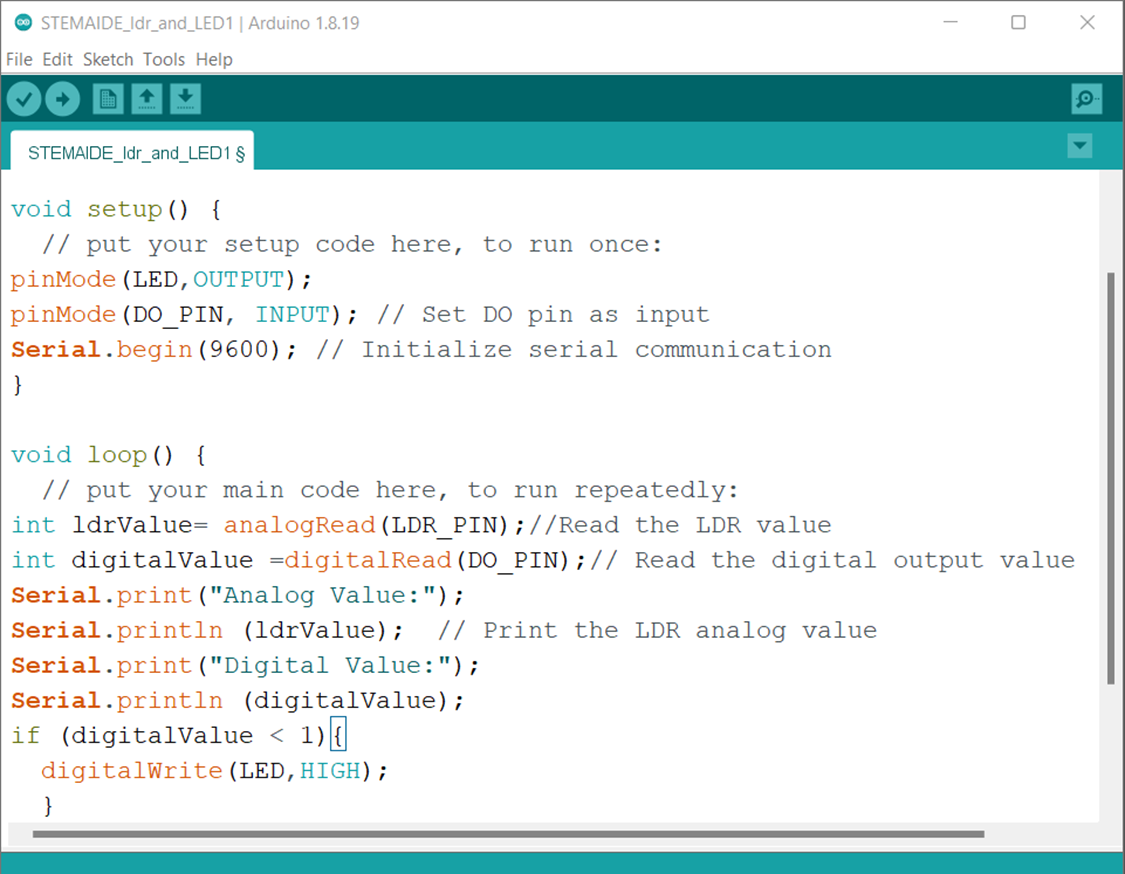 STEMAIDE_ldr_and_LED1 | Arduino 1.8.19
File Edit Sketch Tools Help
STEMAIDE_ldr_and_LED1 §
void setup() {
  // put your setup code here, to run once:
pinMode(LED,OUTPUT);
pinMode(DO_PIN, INPUT); // Set DO pin as input
Serial.begin(9600); // Initialize serial communication
}
void loop() {
  // put your main code here, to run repeatedly:
int ldrValue= analogRead(LDR_PIN);//Read the LDR value
int digitalValue =digitalRead(DO_PIN);// Read the digital output value
Serial.print("Analog Value:");
Serial.println (ldrValue);  // Print the LDR analog value
Serial.print("Digital Value:");
Serial.println (digitalValue);
if (digitalValue < 1){
  digitalWrite(LED,HIGH);
  }